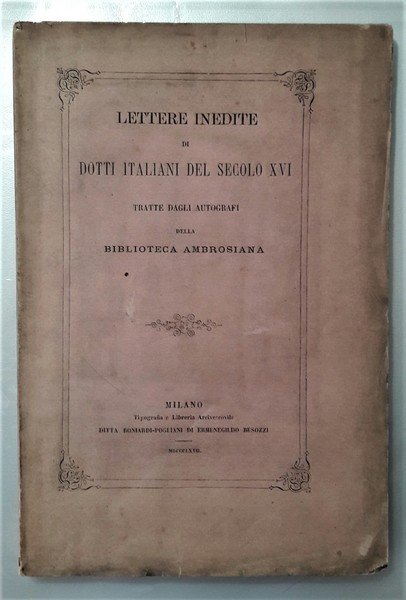 LETTERE INEDITE
DI
DOTTI ITALIANI DEL SECOLO XVI
TRATTE DAGLI AUTOGRAFI
DELLA
BIBLIOTECA AMBROSIANA
MILANO
Tipografia e Libreria Arcivescovile
DITTA BONIARDI-POGLIANI DI ERMENEGILDO BESOZZI
MDCCCLXVII